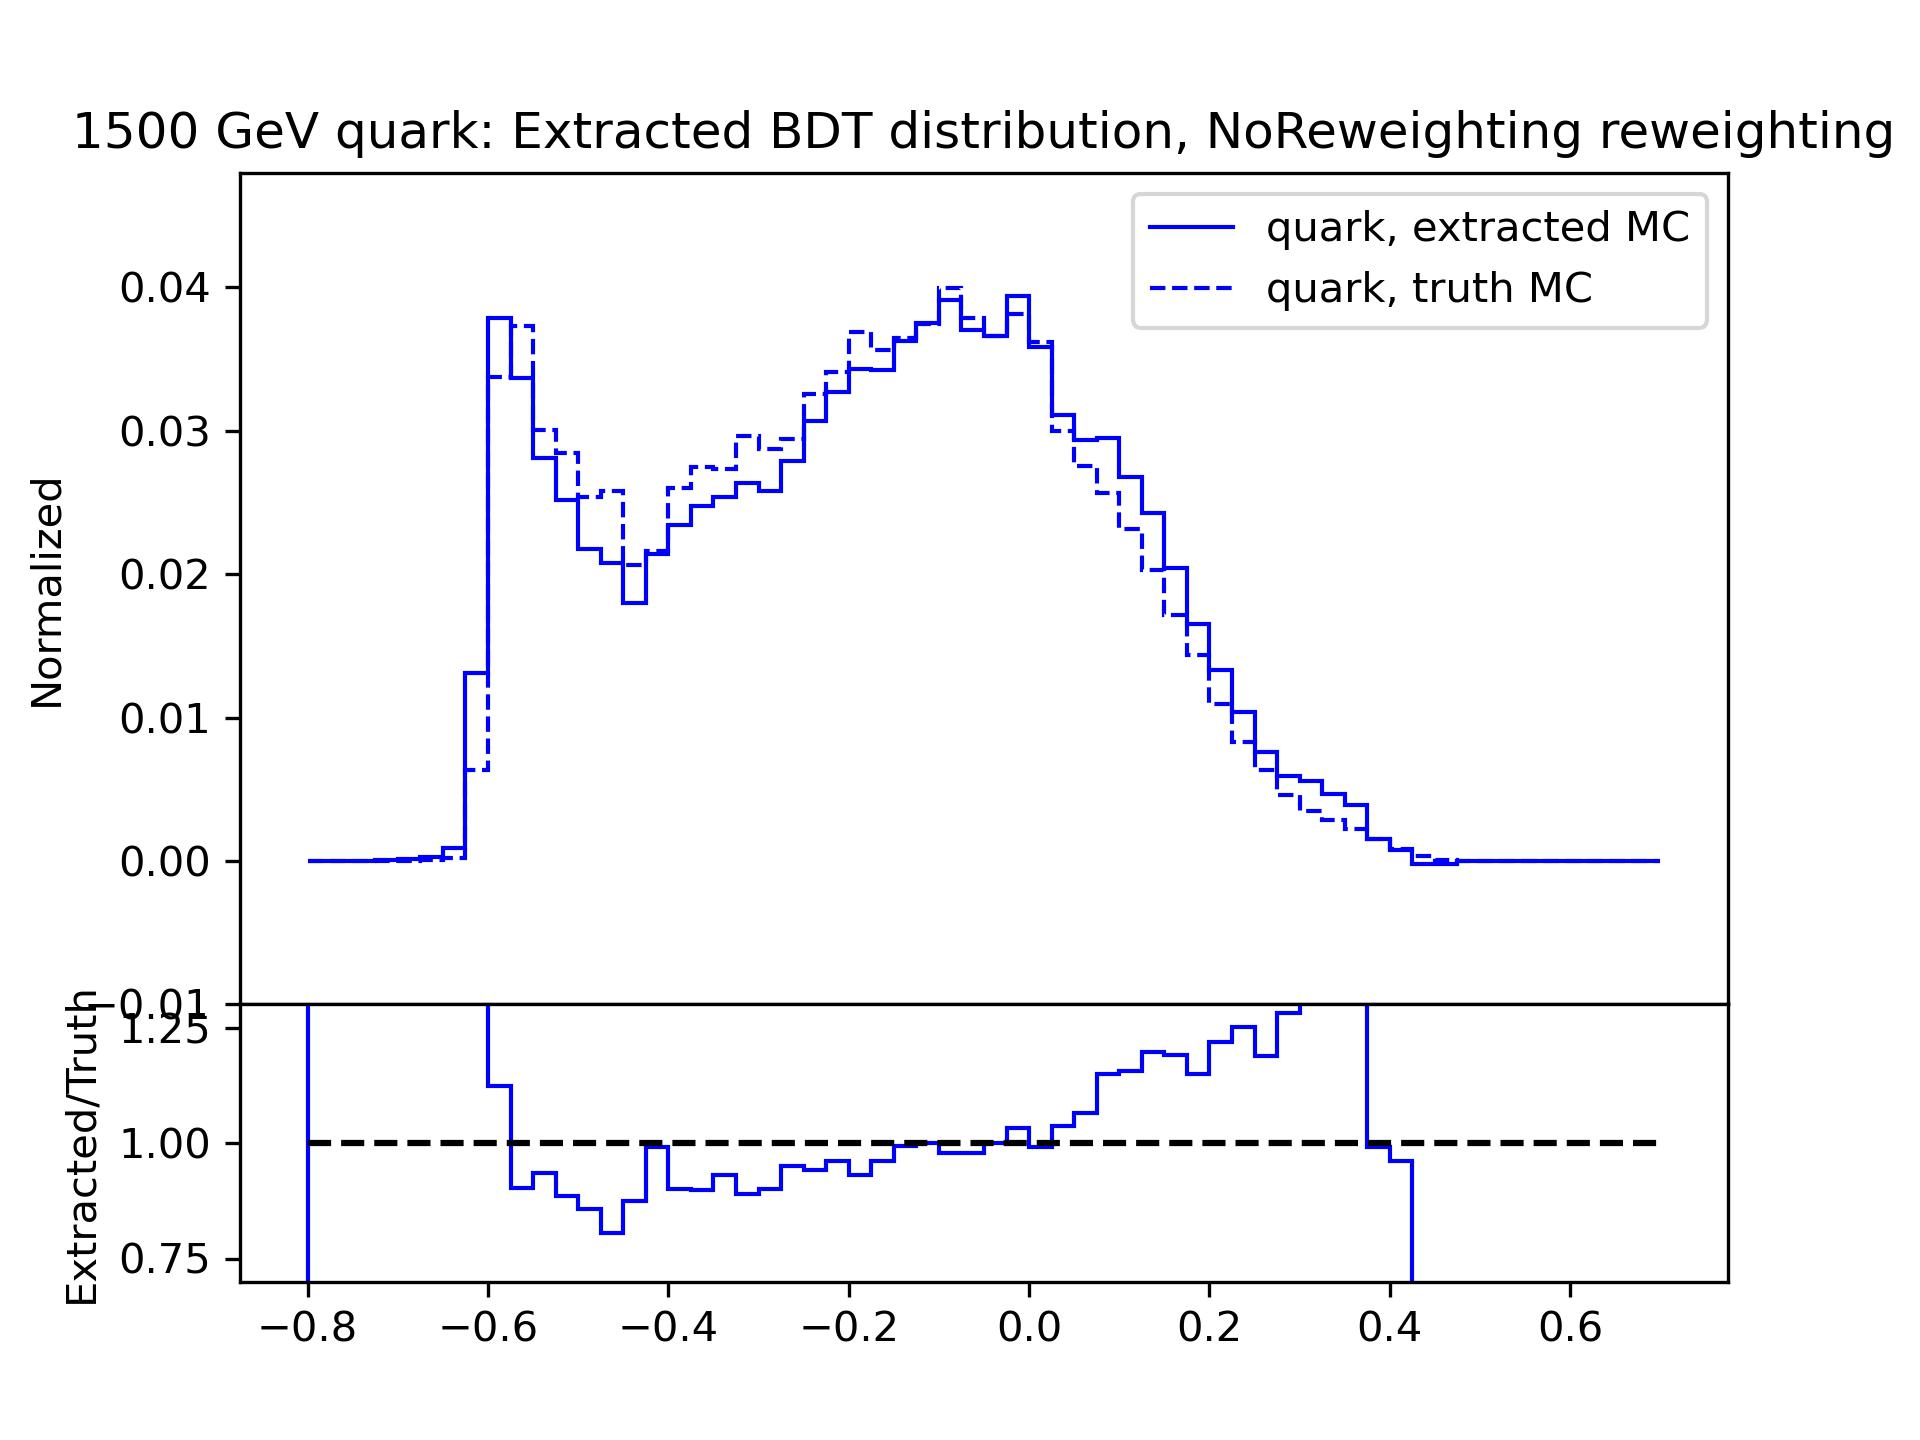 1500 GeV quark: Extracted BDT distribution, NoReweighting reweighting
quark, extracted MC
quark, truth MC
Normalized
0.04
0.03
0.02
0.01
0.00
−0.01
Extracted/Truth
1.25
1.00
0.75
−0.8 −0.6 −0.4 −0.2 0.0 0.2 0.4 0.6